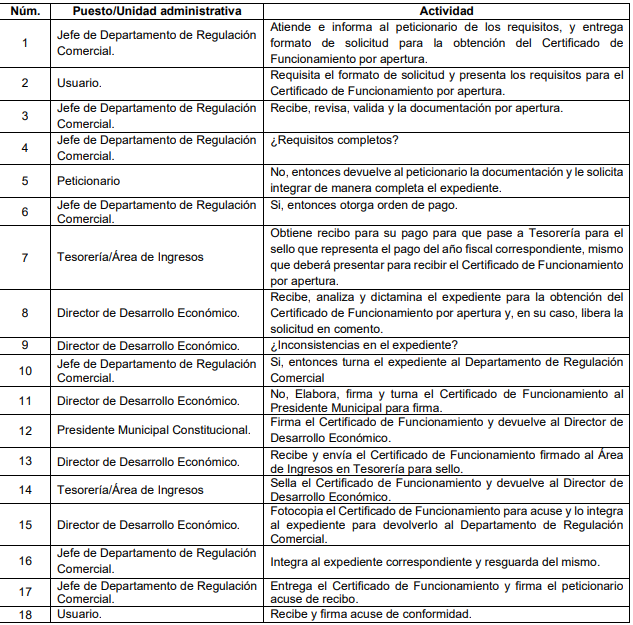 Núm. Puesto/Unidad administrativa Actividad
1 Jefe de Departamento de Regulación Comercial. Atiende e informa al peticionario de los requisitos, y entrega
formato de solicitud para la obtención del Certificado de
Funcionamiento por apertura.
2 Usuario. Requisita el formato de solicitud y presenta los requisitos para el
Certificado de Funcionamiento por apertura.
3 Jefe de Departamento de Regulación Comercial. Recibe, revisa, valida y la documentación por apertura.
4 Jefe de Departamento de Regulación Comercial. ¿Requisitos completos?
5 Peticionario No, entonces devuelve al peticionario la documentación y le solicita
integrar de manera completa el expediente.
6 Jefe de Departamento de Regulación Comercial. Si, entonces otorga orden de pago.
7 Tesorería/Área de Ingresos Obtiene recibo para su pago para que pase a Tesorería para el
sello que representa el pago del año fiscal correspondiente, mismo
que deberá presentar para recibir el Certificado de Funcionamiento
por apertura.
8 Director de Desarrollo Económico. Recibe, analiza y dictamina el expediente para la obtención del
Certificado de Funcionamiento por apertura y, en su caso, libera la
solicitud en comento.
9 Director de Desarrollo Económico. ¿Inconsistencias en el expediente?
10 Jefe de Departamento de Regulación Comercial. Si, entonces turna el expediente al Departamento de Regulación
Comercial
11 Director de Desarrollo Económico. No, Elabora, firma y turna el Certificado de Funcionamiento al
Presidente Municipal para firma.
12 Presidente Municipal Constitucional. Firma el Certificado de Funcionamiento y devuelve al Director de
Desarrollo Económico.
13 Director de Desarrollo Económico. Recibe y envía el Certificado de Funcionamiento firmado al Área
de Ingresos en Tesorería para sello.
14 Tesorería/Área de Ingresos Sella el Certificado de Funcionamiento y devuelve al Director de
Desarrollo Económico.
15 Director de Desarrollo Económico. Fotocopia el Certificado de Funcionamiento para acuse y lo integra
al expediente para devolverlo al Departamento de Regulación
Comercial.
16 Jefe de Departamento de Regulación Comercial. Integra al expediente correspondiente y resguarda del mismo.
17 Jefe de Departamento de Regulación Comercial. Entrega el Certificado de Funcionamiento y firma el peticionario
acuse de recibo.
18 Usuario. Recibe y firma acuse de conformidad.